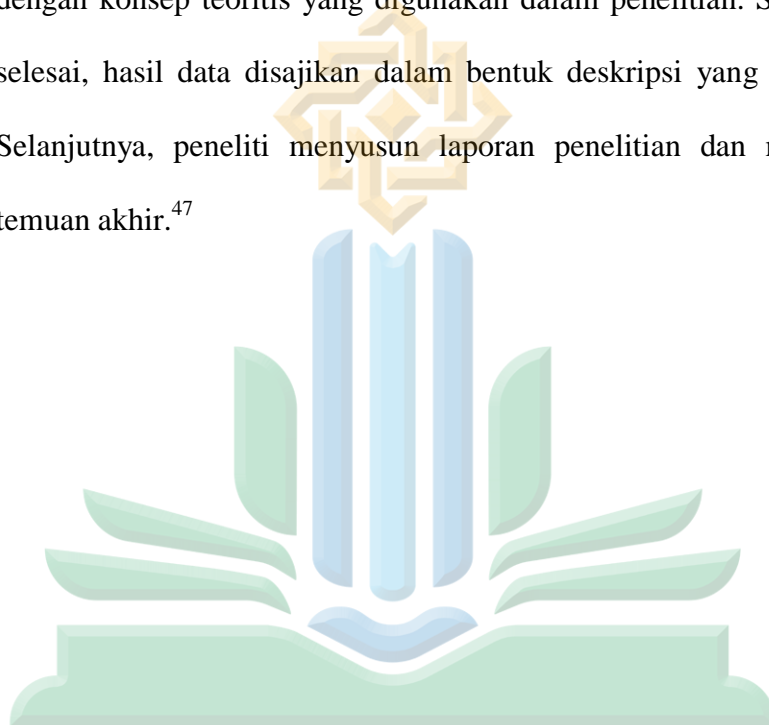 dengan konsep teoritis yang digunakan dalam penelitian. S
selesai, hasil data disajikan dalam bentuk deskripsi yang
Selanjutnya, peneliti menyusun laporan penelitian dan
temuan akhir.47